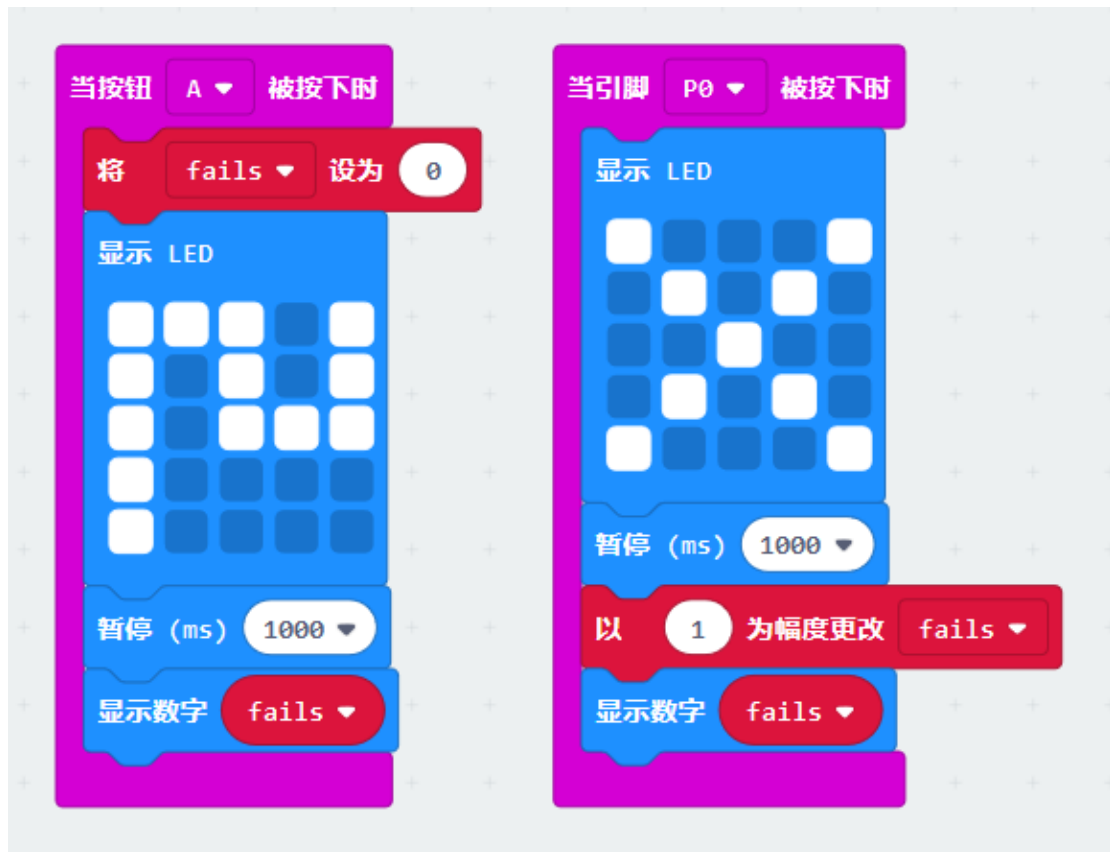 当按钮 A 被按下时
将 fails 设为 0
显示 LED
暂停 (ms) 1000
显示数字 fails
当引脚 P0 被按下时
显示 LED
暂停 (ms) 1000
以 1 为幅度更改 fails
显示数字 fails